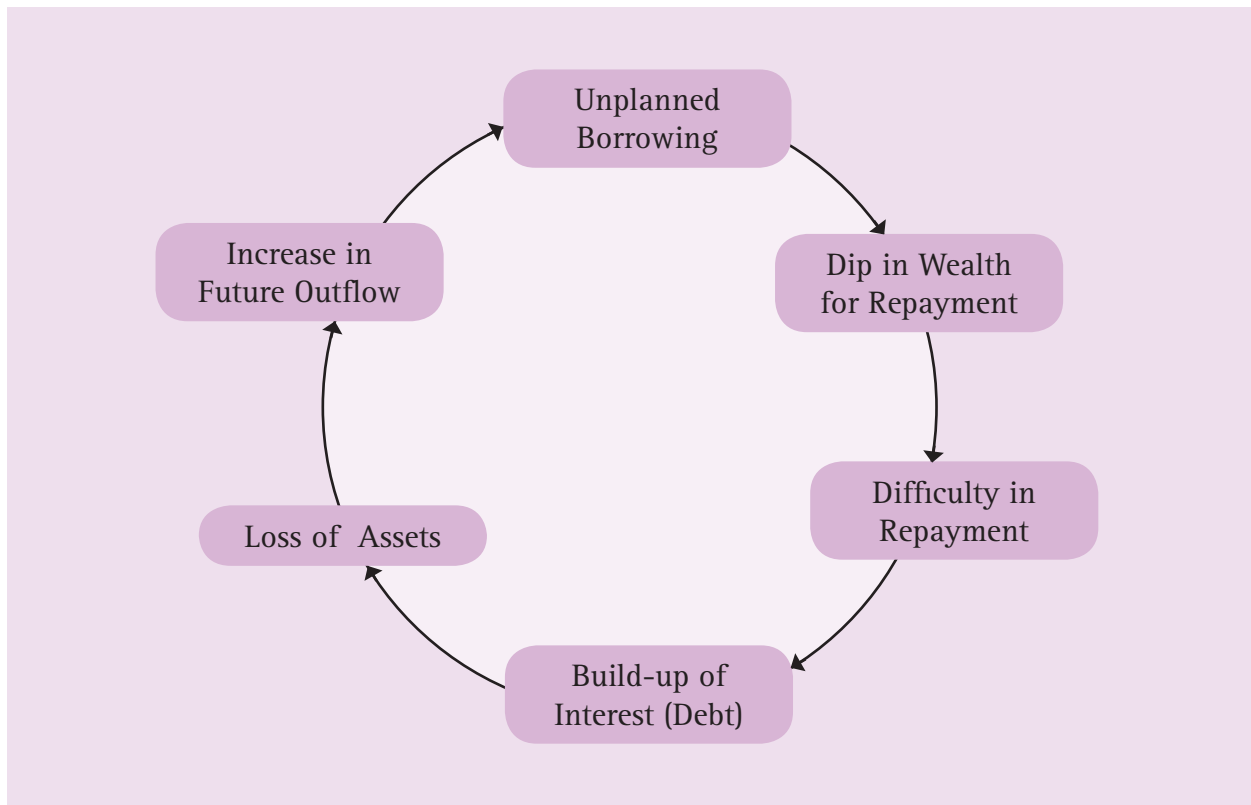 Unplanned
Borrowing
Dip in Wealth
for Repayment
Difficulty in
Repayment
Build-up of
Interest (Debt)
Loss of  Assets
Increase in
Future Outflow